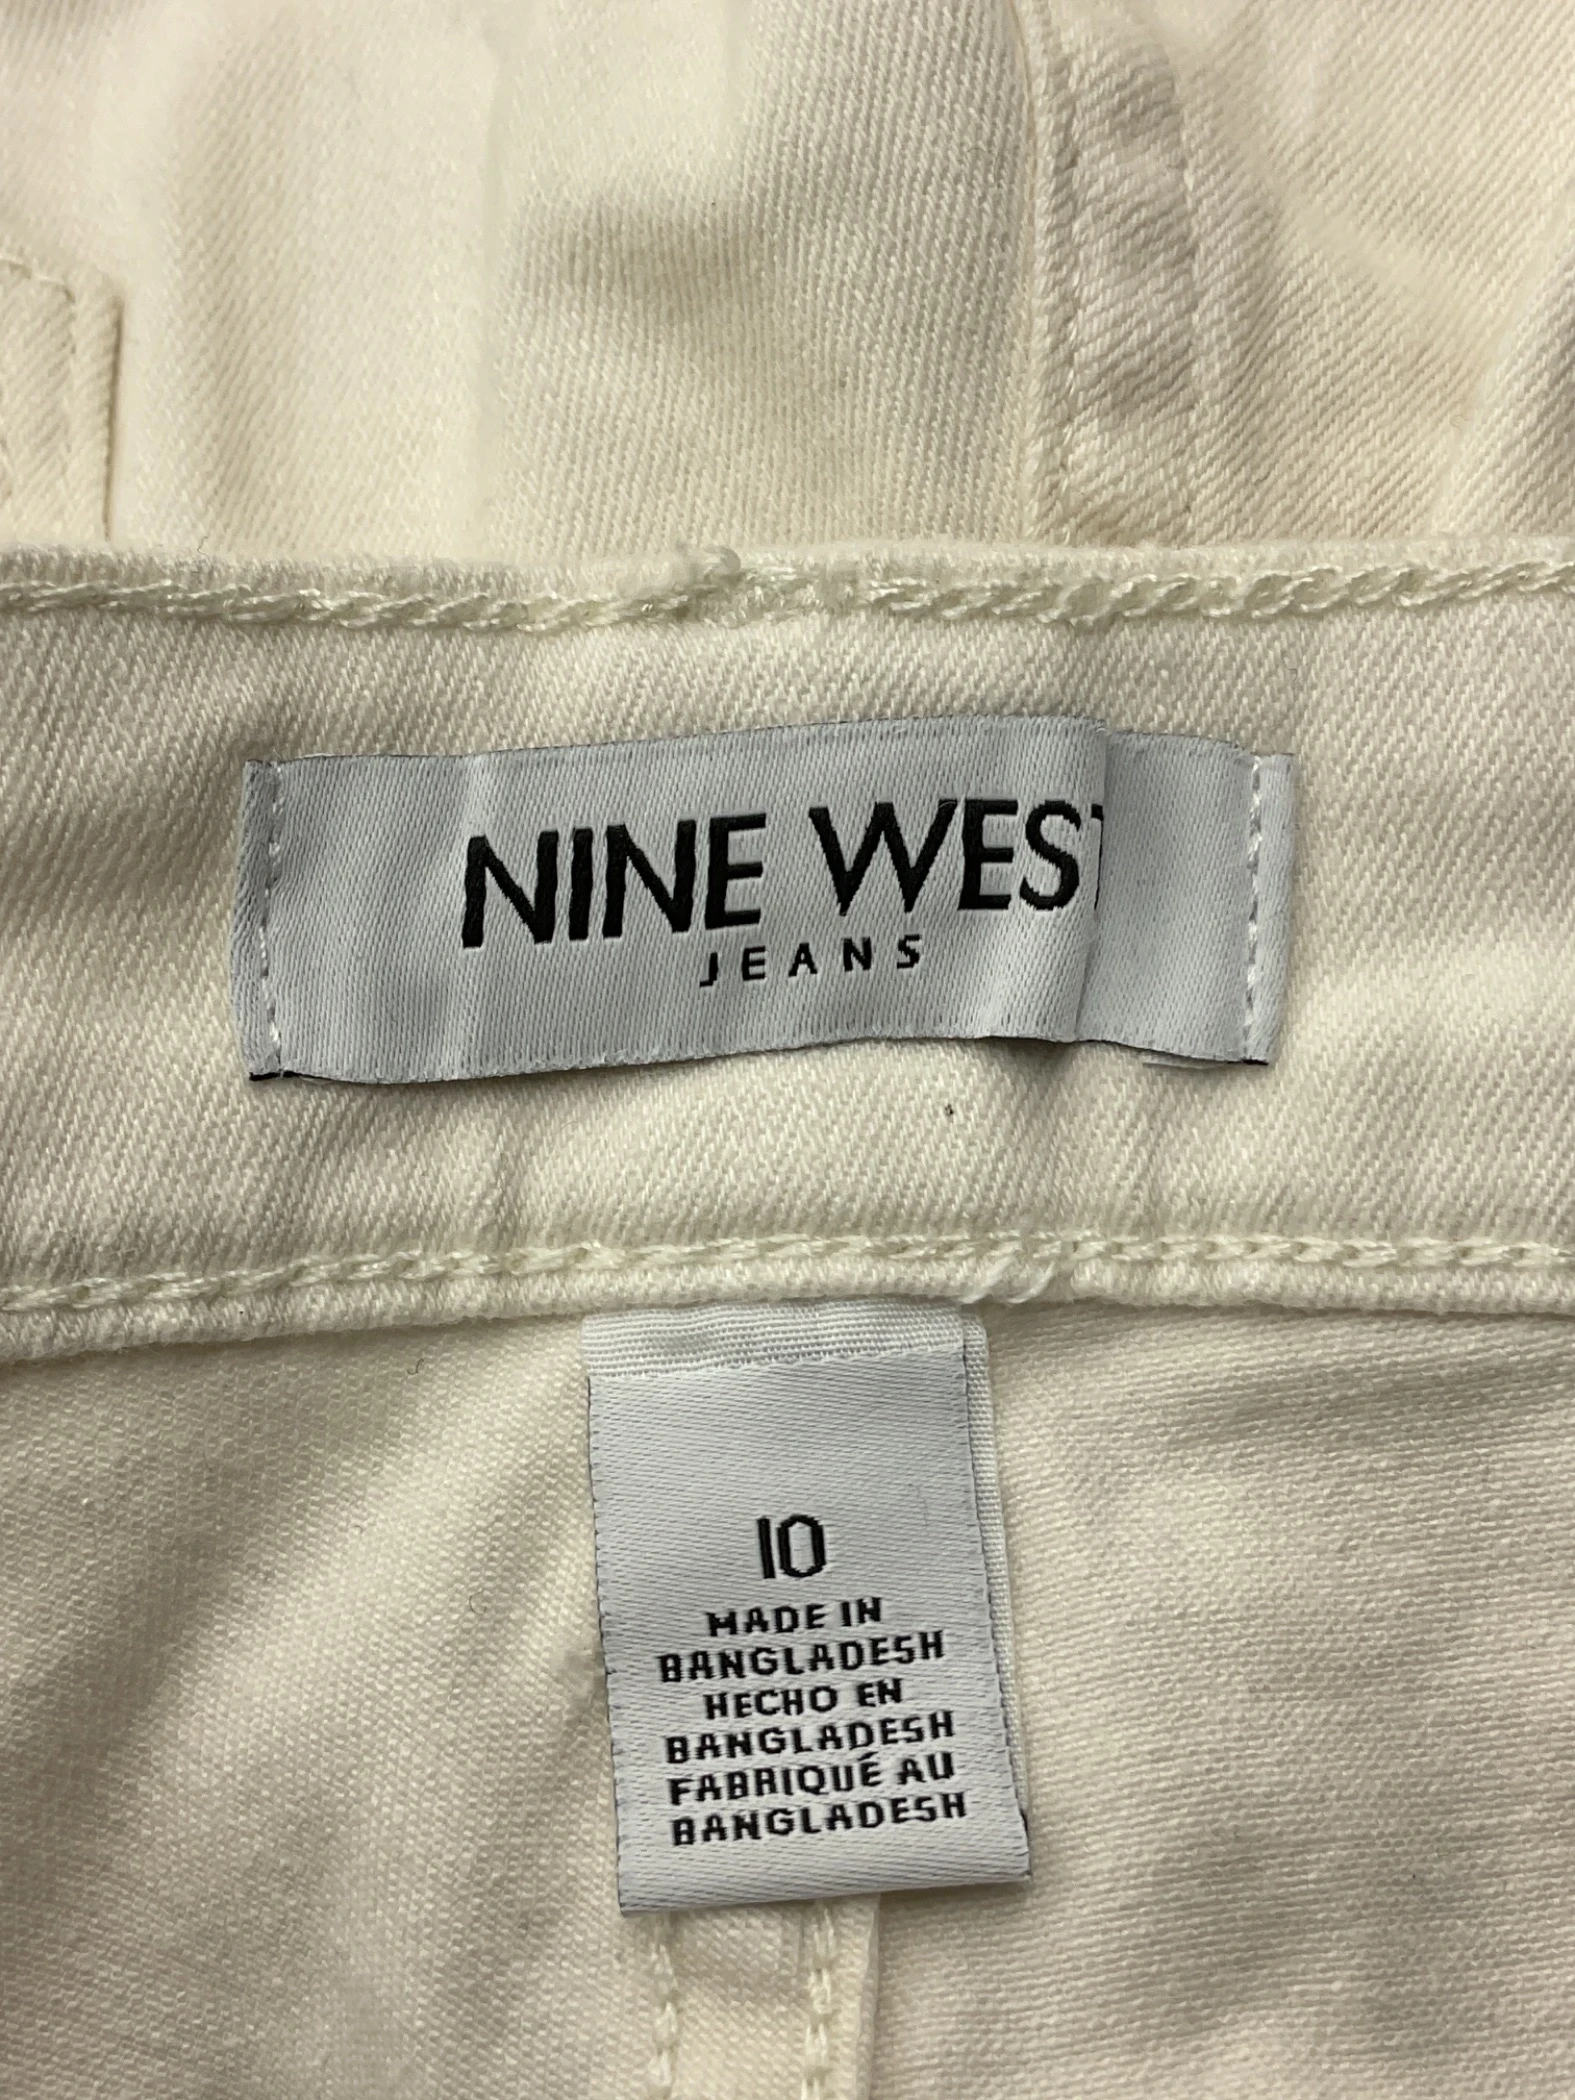 NINE WEST
JEANS
10
MADE IN
BANGLADESH
HECHO EN
BANGLADESH
FABRIQUÉ AU
BANGLADESH